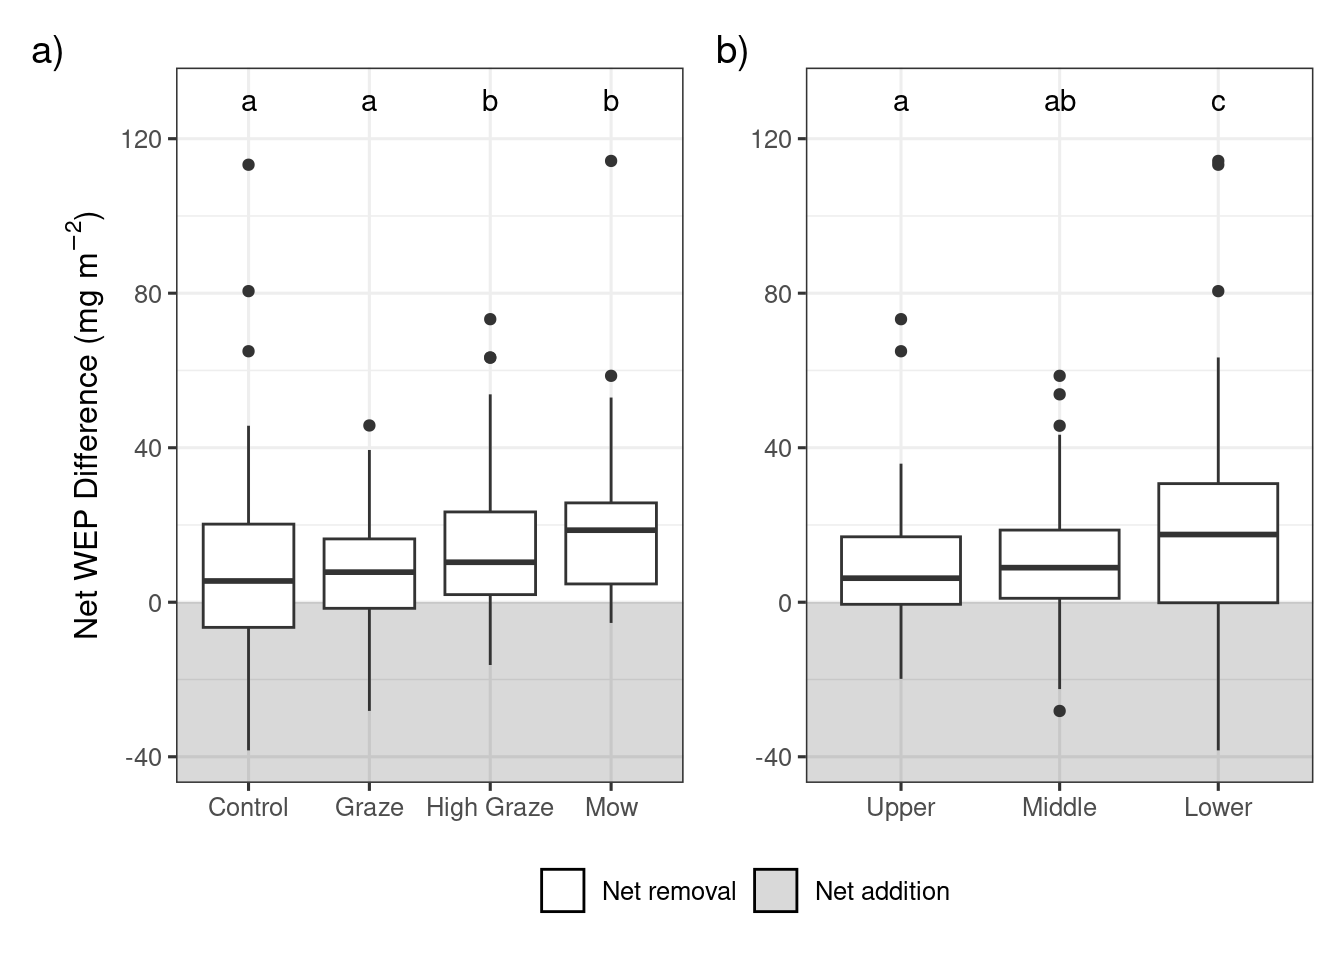 a)
a a b b
120
80
40
0
-40
Net WEP Difference (mg m⁻²)
Control Graze High Graze Mow
b)
a ab c
120
80
40
0
-40
Upper Middle Lower
Net removal Net addition